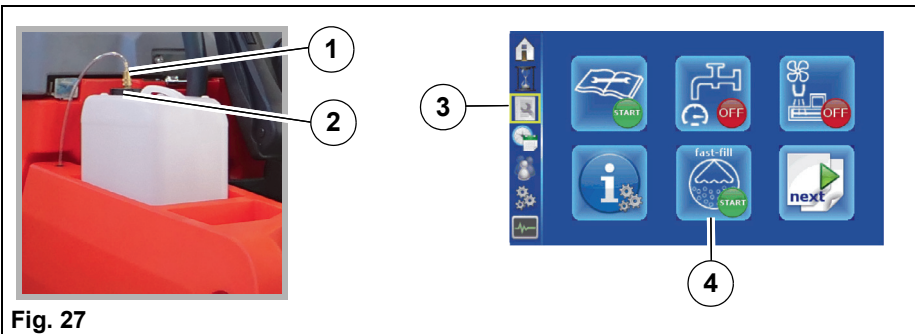 1
2
3
4
START
OFF
OFF
fast-fill
START
next
Fig. 27